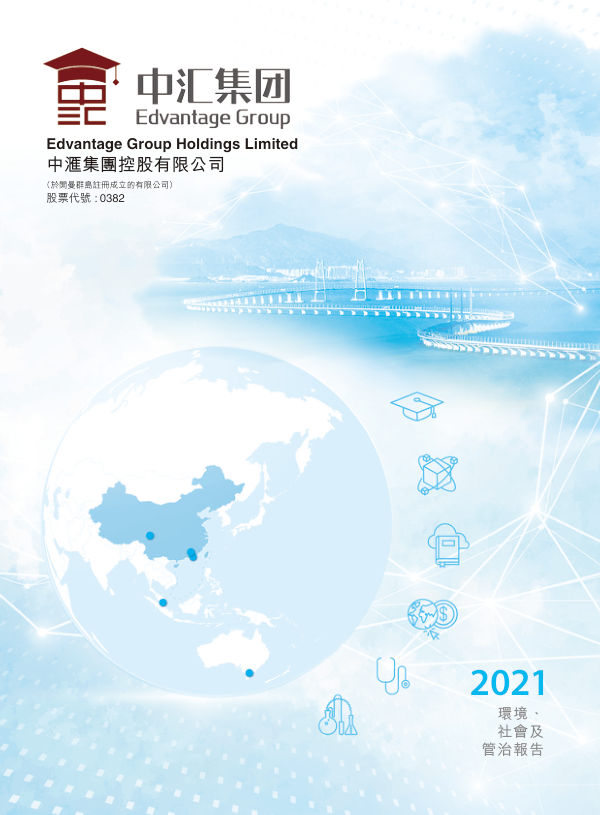 中汇集团
Edvantage Group
Edvantage Group Holdings Limited
中滙集團控股有限公司
（於開曼群島註冊成立的有限公司）
股票代號 : 0382
2021
環境、
社會及
管治報告